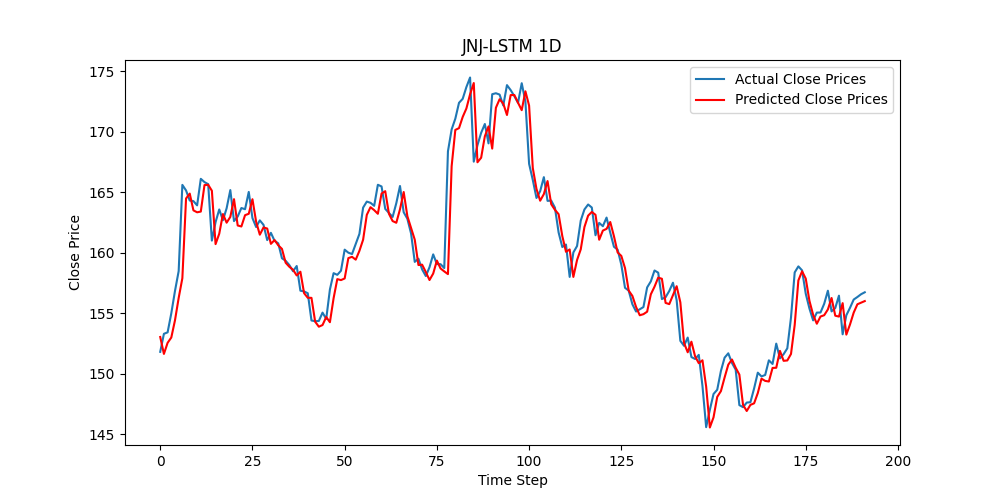 JNJ-LSTM 1D
Actual Close Prices
Predicted Close Prices
Close Price
175
170
165
160
155
150
145
0 25 50 75 100 125 150 175 200
Time Step